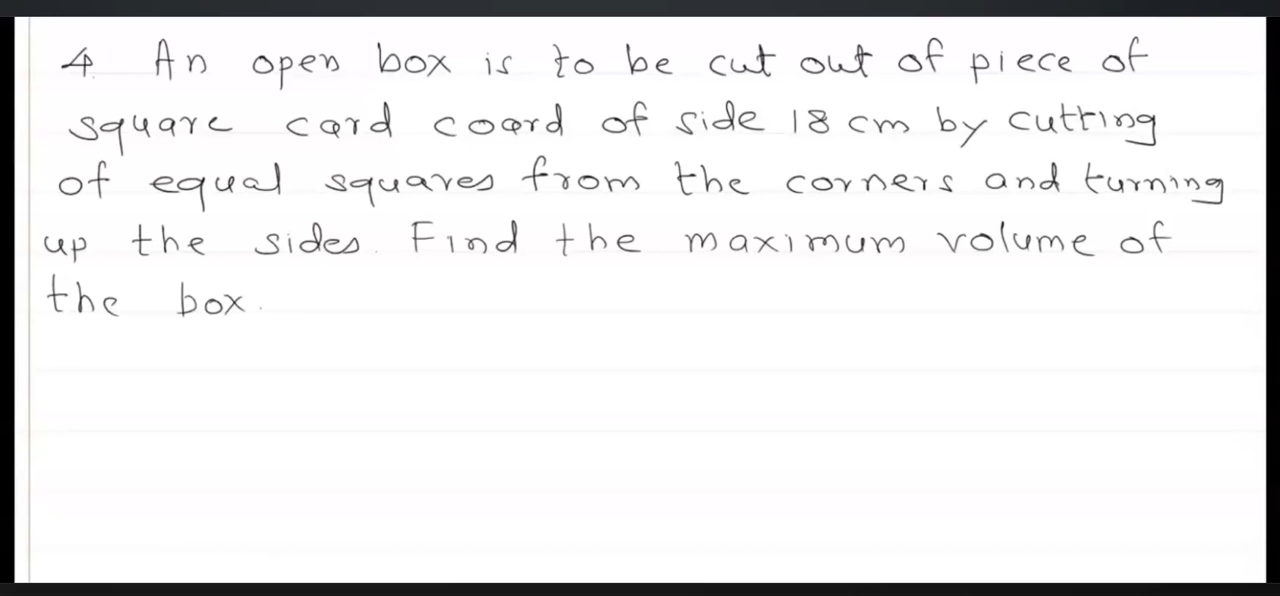 4. An open box is to be cut out of piece of
square card coard of side 18 cm by cutting
of equal squares from the corners and turning
up the sides. Find the maximum volume of
the box.